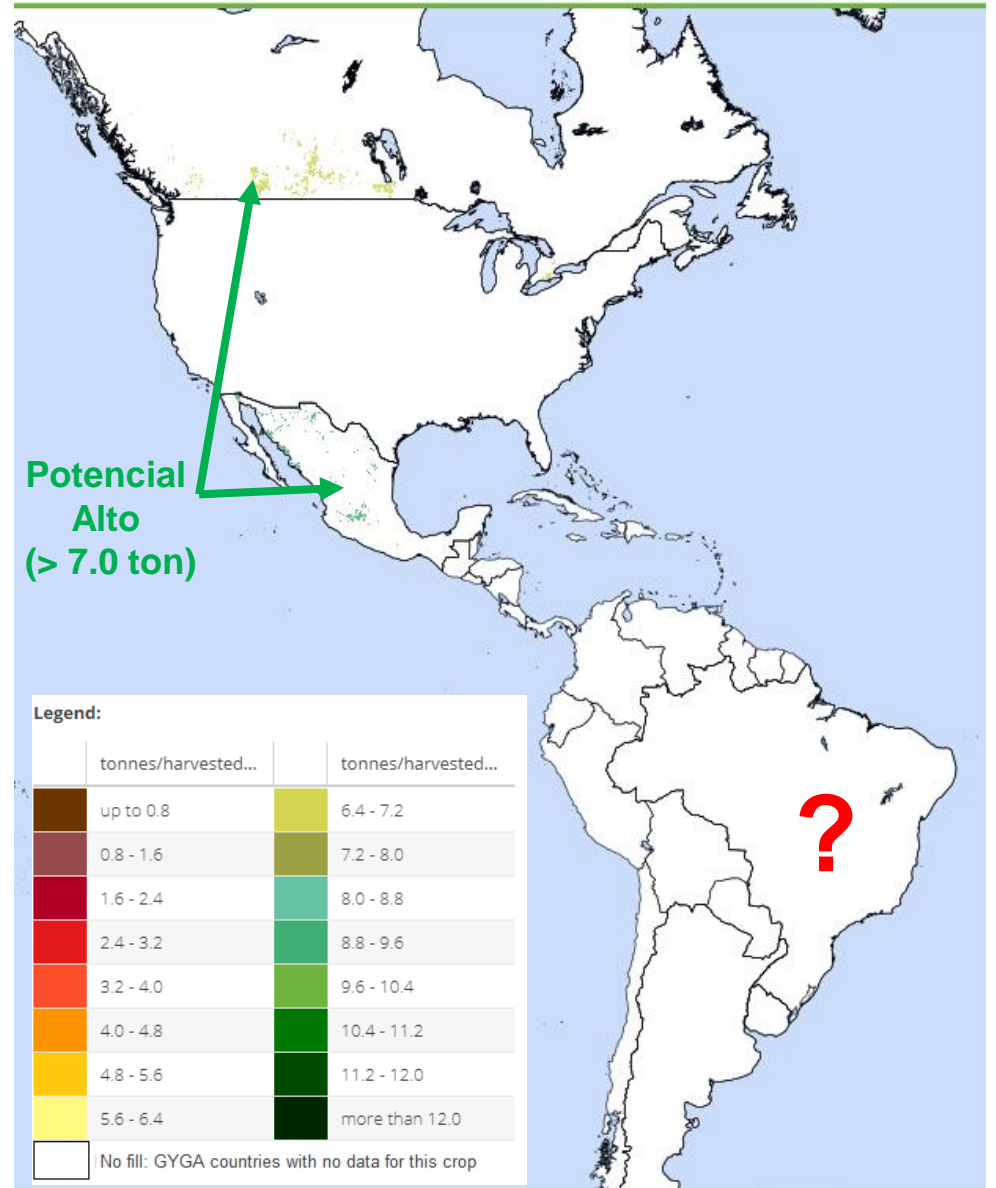 Potencial
Alto
(> 7.0 ton)
?
Legend:
tonnes/harvested... tonnes/harvested...
up to 0.8 6.4 - 7.2
0.8 - 1.6 7.2 - 8.0
1.6 - 2.4 8.0 - 8.8
2.4 - 3.2 8.8 - 9.6
3.2 - 4.0 9.6 - 10.4
4.0 - 4.8 10.4 - 11.2
4.8 - 5.6 11.2 - 12.0
5.6 - 6.4 more than 12.0
No fill: GYGA countries with no data for this crop